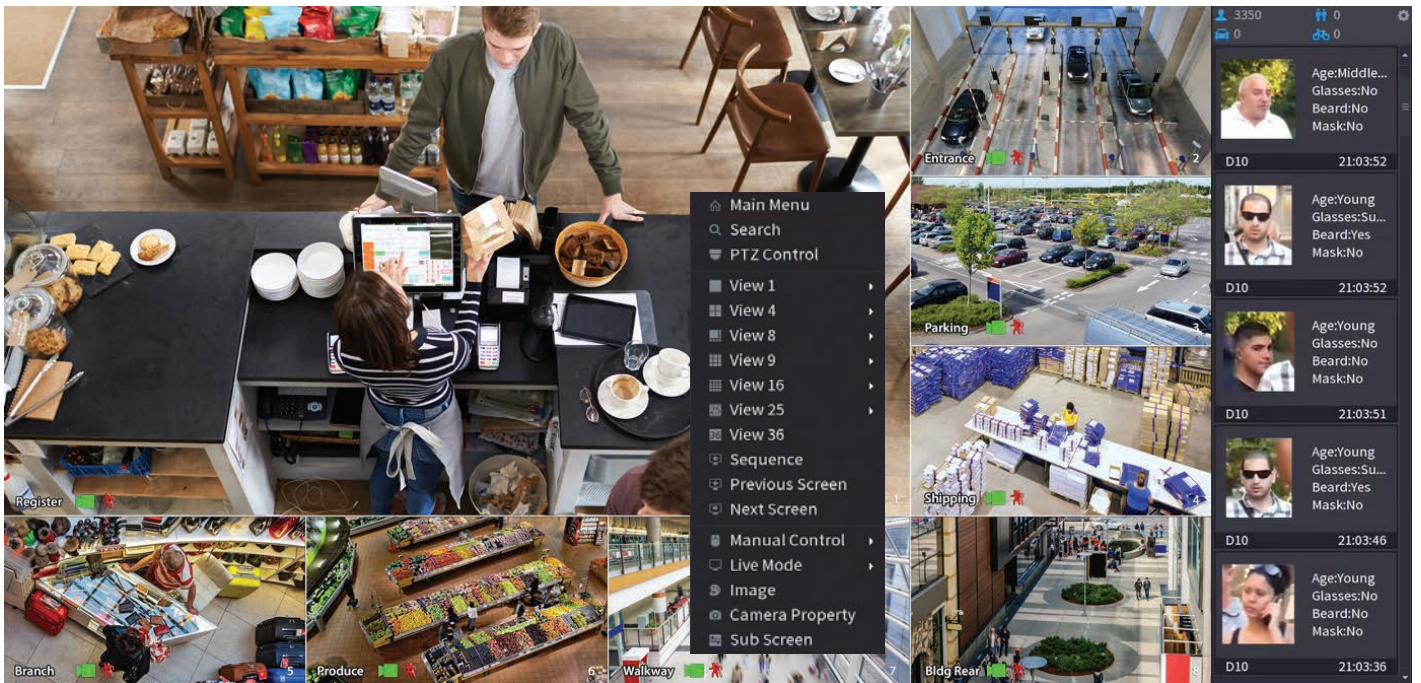 Register
1
Entrance
2
Parking
3
Shipping
4
Branch
5
Produce
6
Walkway
7
Bldg Rear
8
Main Menu
Search
PTZ Control
View 1
View 4
View 8
View 9
View 16
View 25
View 36
Sequence
Previous Screen
Next Screen
Manual Control
Live Mode
Image
Camera Property
Sub Screen
3350
0
0
0
Age:Middle...
Glasses:No
Beard:No
Mask:No
D10 21:03:52
Age:Young
Glasses:Su...
Beard:Yes
Mask:No
D10 21:03:52
Age:Young
Glasses:No
Beard:No
Mask:No
D10 21:03:51
Age:Young
Glasses:Su...
Beard:Yes
Mask:No
D10 21:03:46
Age:Young
Glasses:No
Beard:No
Mask:No
D10 21:03:36